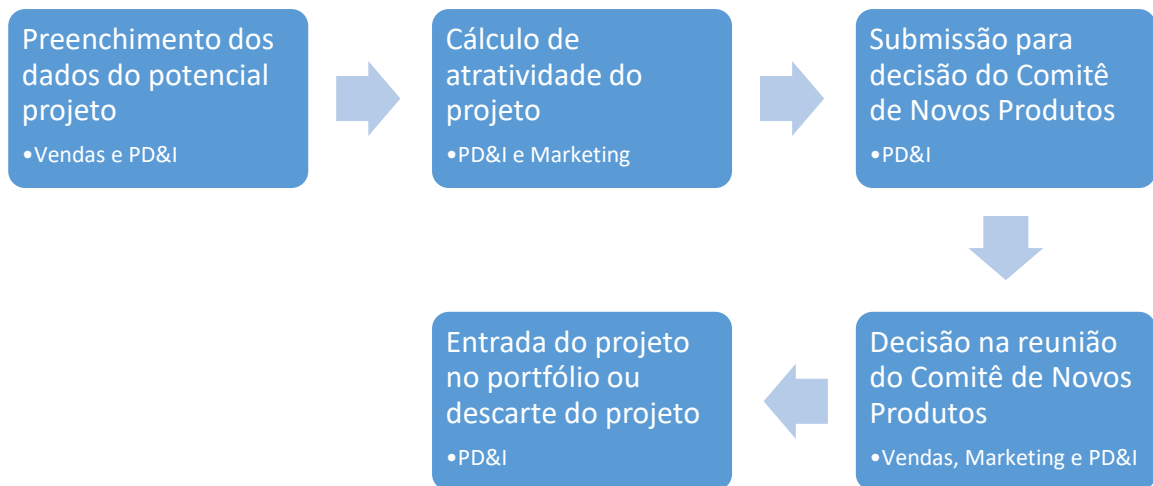 Preenchimento dos
dados do potencial
projeto
•Vendas e PD&I
Cálculo de
atratividade do
projeto
•PD&I e Marketing
Submissão para
decisão do Comitê
de Novos Produtos
•PD&I
Decisão na reunião
do Comitê de Novos
Produtos
•Vendas, Marketing e PD&I
Entrada do projeto
no portfólio ou
descarte do projeto
•PD&I